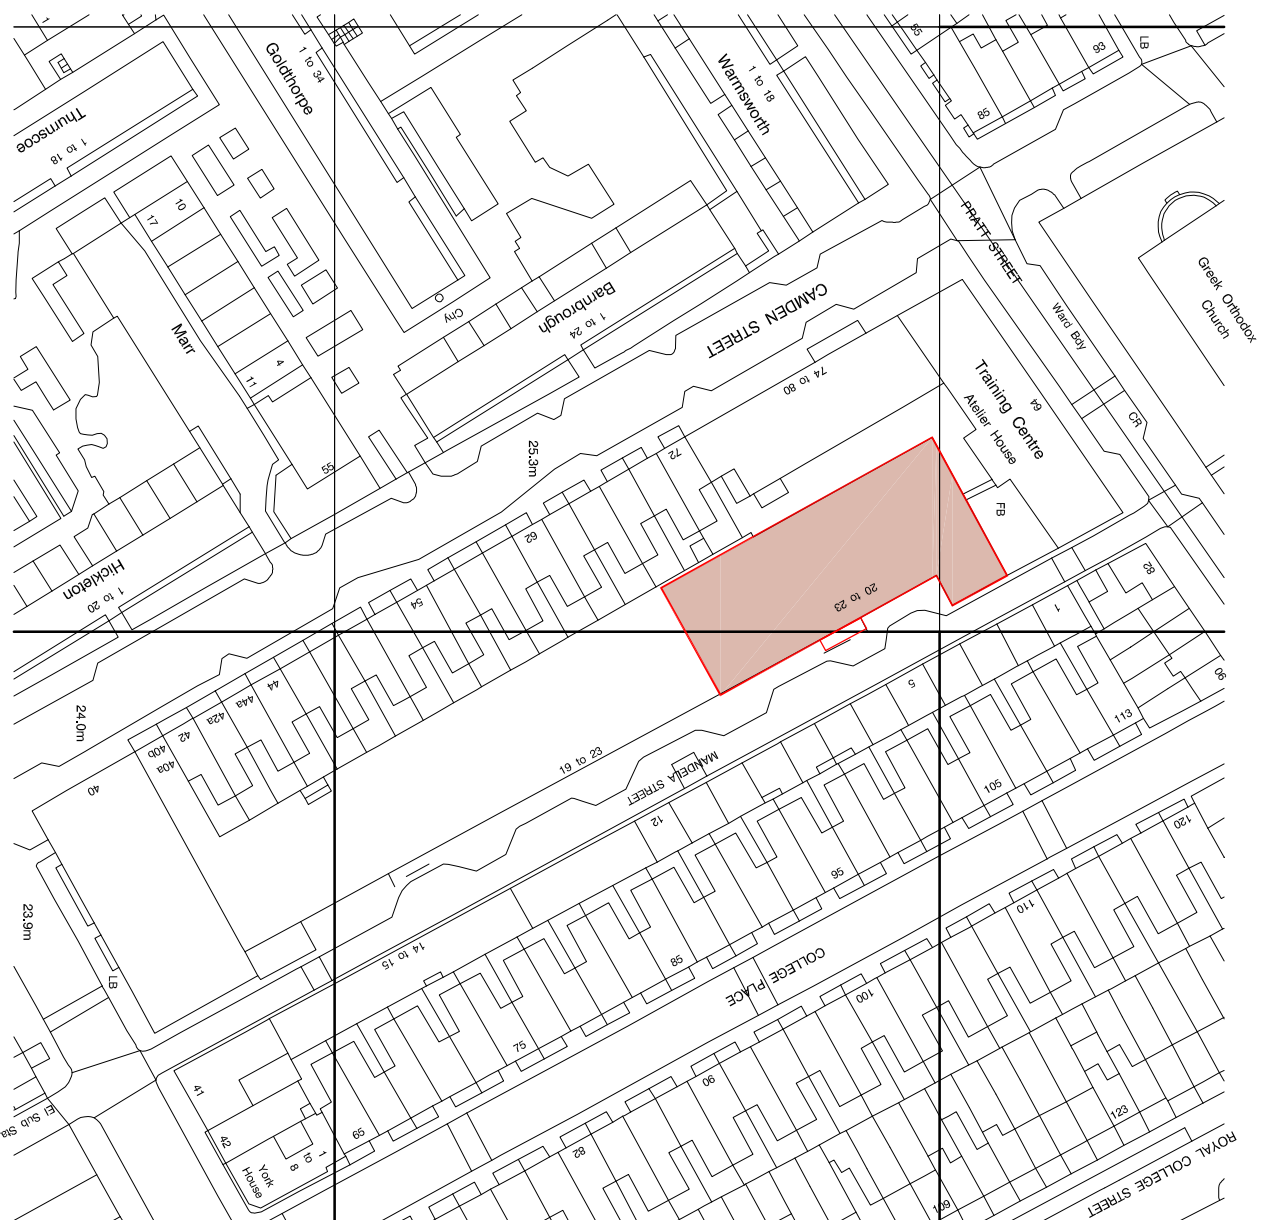 1
Thurnscoe
1 to 18
Goldthorpe
1 to 34
Warmsworth
1 to 18
55
93
LB
85
PRATT STREET
Greek Orthodox
Church
Ward Bdy
CR
10
17
Marr
4
11
55
Cny
Barnbrough
1 to 24
CAMDEN STREET
74 to 80
Training Centre
Atelier House
64
FB
72
25.3m
62
54
Hickleton
1 to 20
20 to 23
82
1
90
5
113
105
44
44a
42a
42
40b
40a
40
24.0m
19 to 23
MANDELA STREET
12
95
120
110
23.9m
LB
14 to 15
85
COLLEGE PLACE
100
75
90
41
42
El Sub Sta
York
House
1
to
8
65
82
123
109
ROYAL COLLEGE STREET